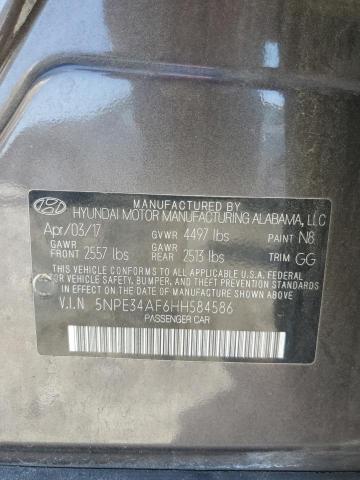 MANUFACTURED BY
HYUNDAI MOTOR MANUFACTURING ALABAMA, LLC
Apr/03/17 GVWR 4497 lbs PAINT N8
GAWR FRONT 2557 lbs GAWR REAR 2513 lbs TRIM GG
THIS VEHICLE CONFORMS TO ALL APPLICABLE U.S.A. FEDERAL
MOTOR VEHICLE SAFETY, BUMPER, AND THEFT PREVENTION
STANDARDS IN EFFECT ON THE DATE OF MANUFACTURE SHOWN ABOVE.
V.I.N 5NPE34AF6HH584586
PASSENGER CAR